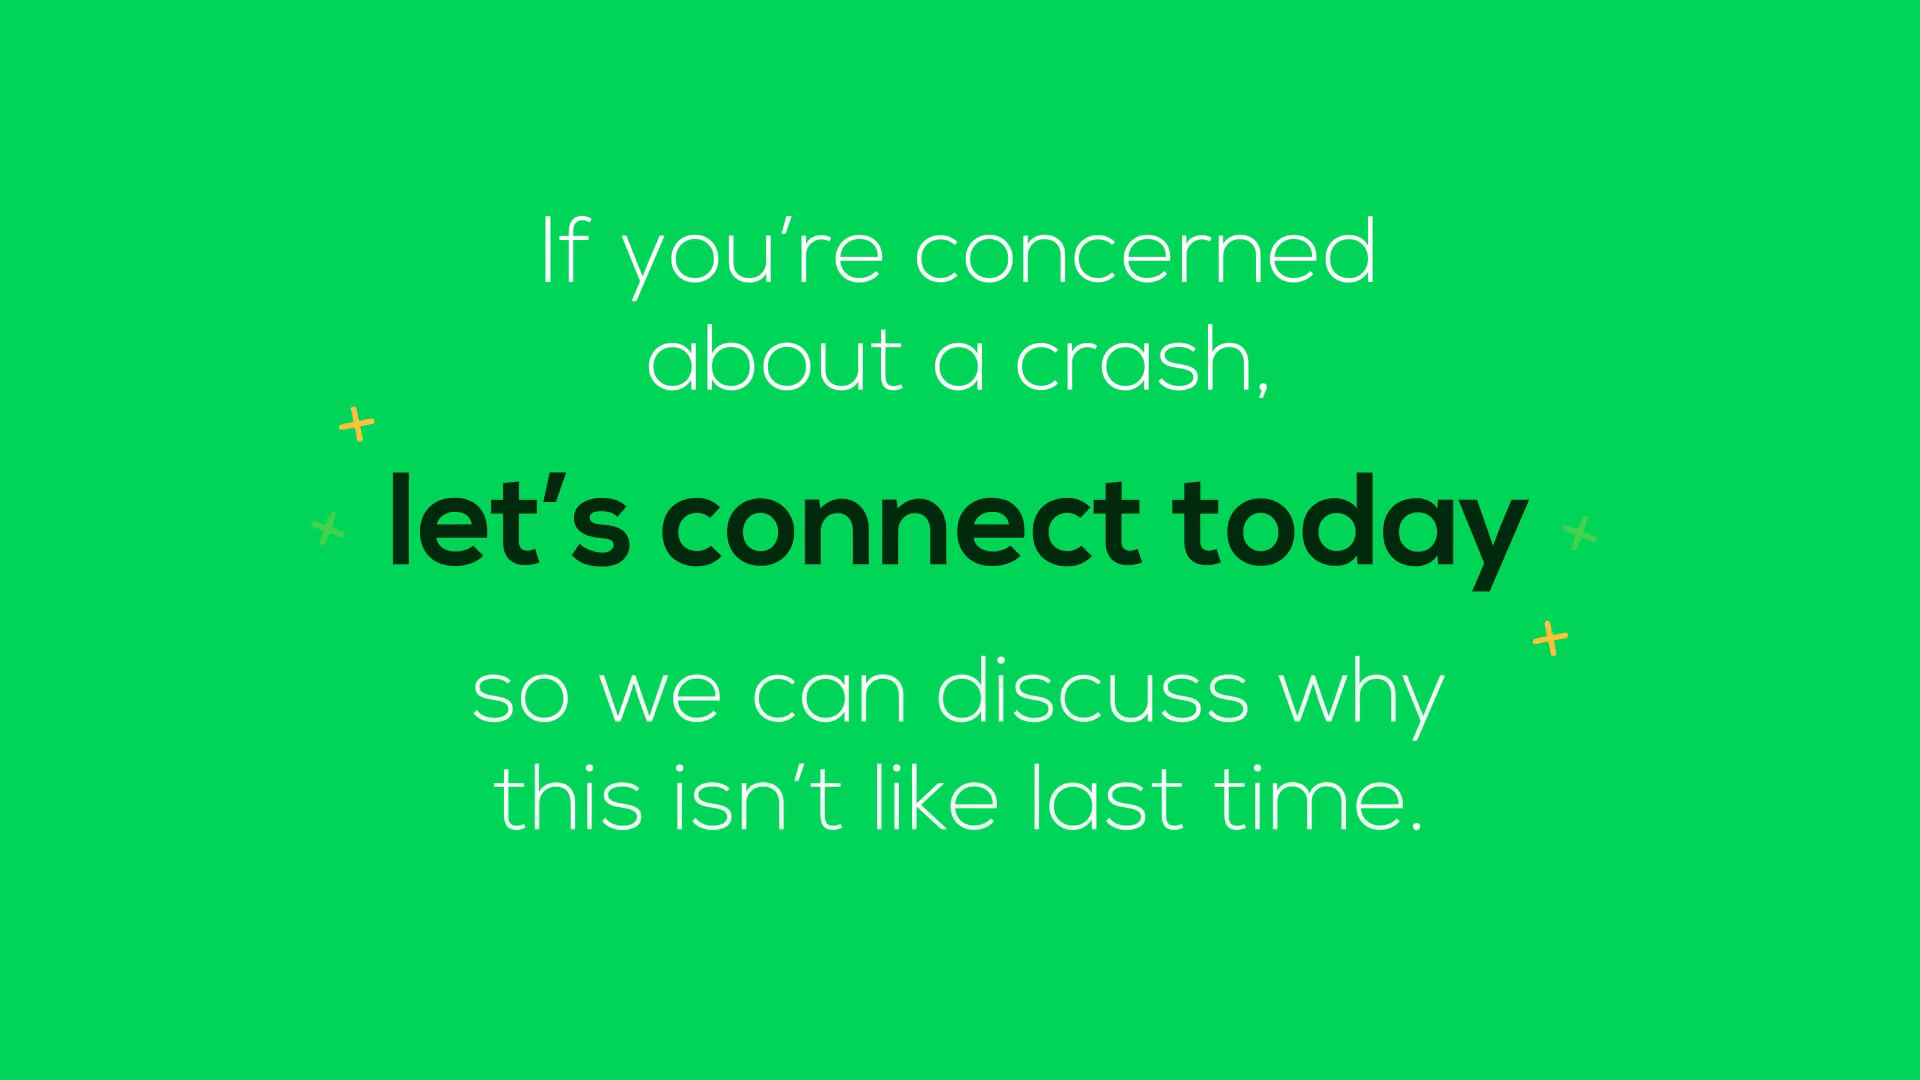 If you’re concerned
about a crash,
let’s connect today
so we can discuss why
this isn’t like last time.